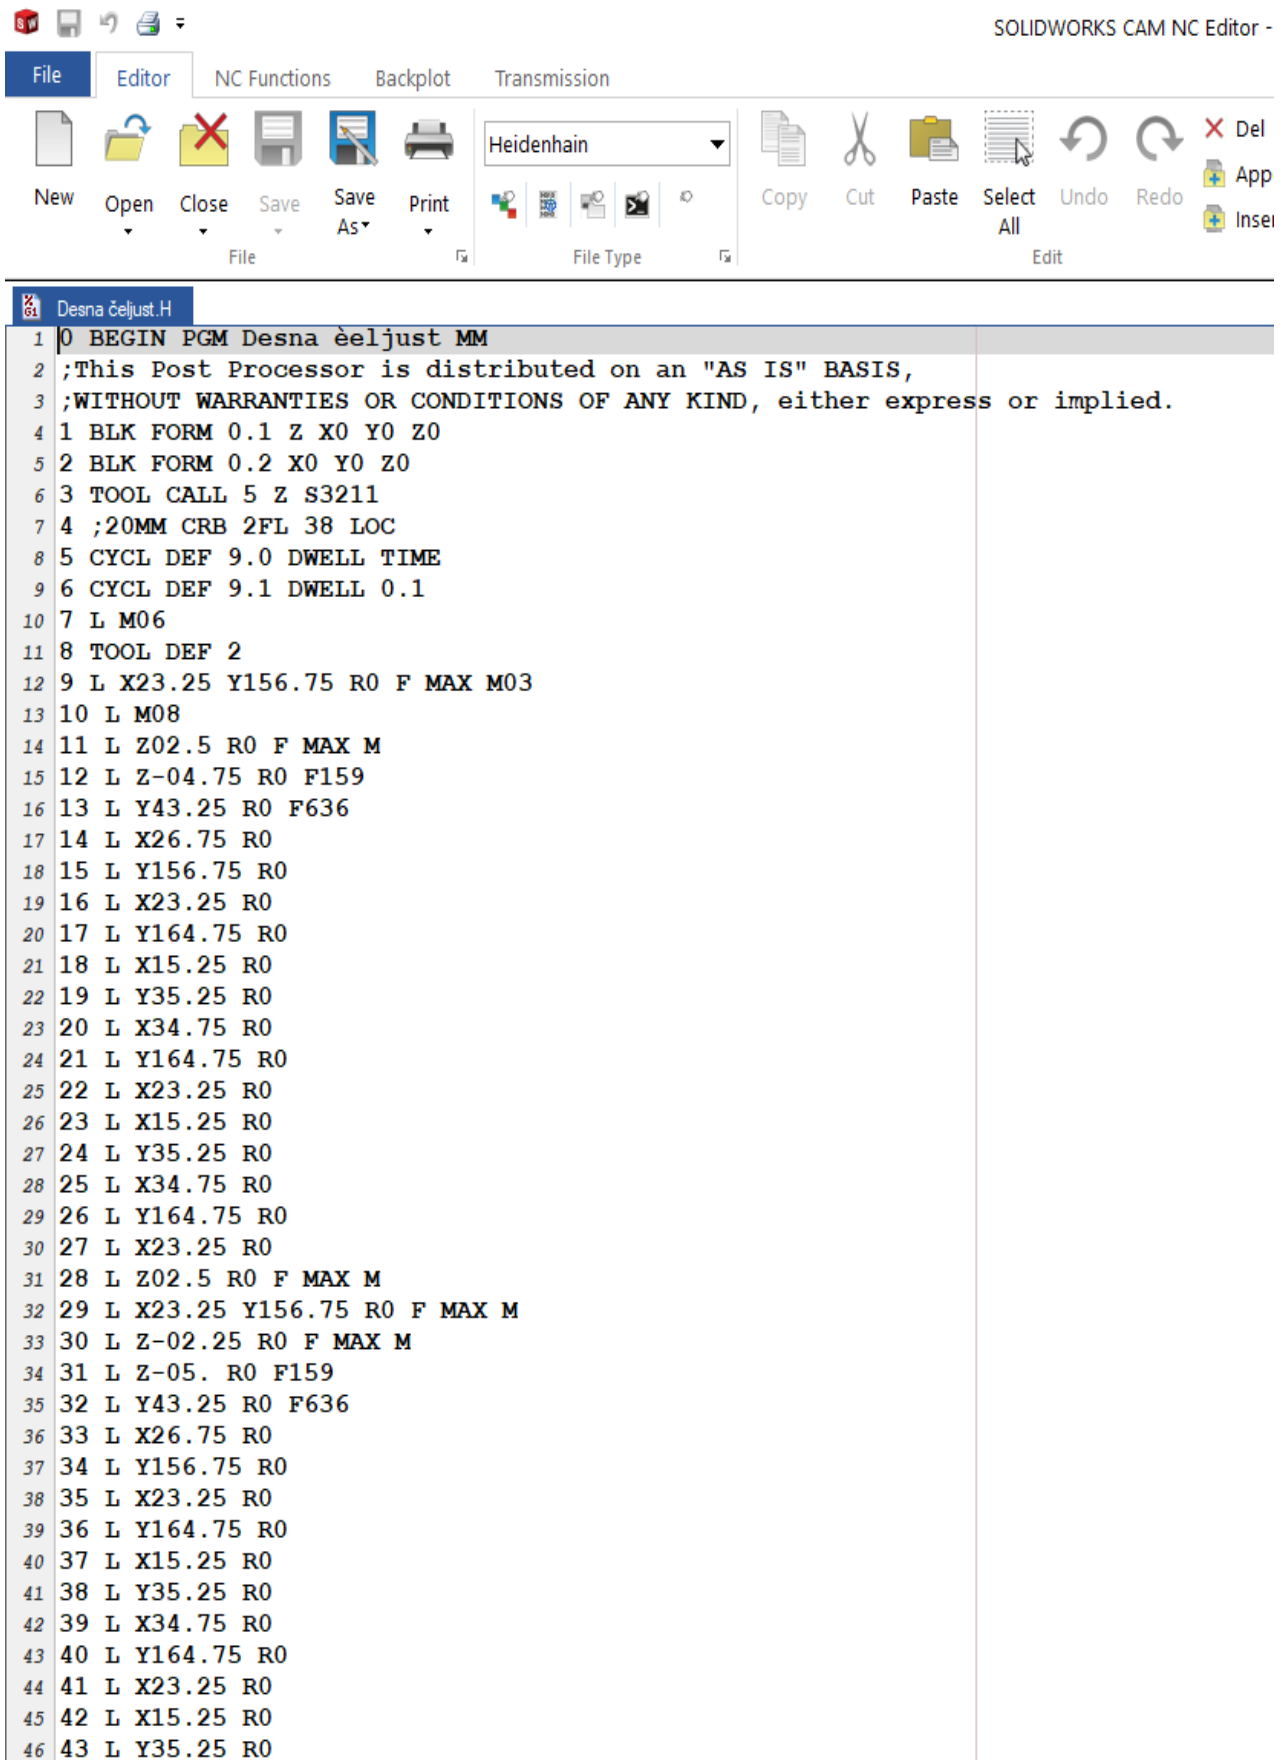 SOLIDWORKS CAM NC Editor -
File Editor NC Functions Backplot Transmission
Heidenhain
Del
App
Inser
New Open Close Save Save As Print
Copy Cut Paste Select All Undo Redo
File File Type Edit
Desna čeljust.H
1 0 BEGIN PGM Desna èeljust MM
2 ;This Post Processor is distributed on an "AS IS" BASIS,
3 ;WITHOUT WARRANTIES OR CONDITIONS OF ANY KIND, either express or implied.
4 1 BLK FORM 0.1 Z X0 Y0 Z0
5 2 BLK FORM 0.2 X0 Y0 Z0
6 3 TOOL CALL 5 Z S3211
7 4 ;20MM CRB 2FL 38 LOC
8 5 CYCL DEF 9.0 DWELL TIME
9 6 CYCL DEF 9.1 DWELL 0.1
10 7 L M06
11 8 TOOL DEF 2
12 9 L X23.25 Y156.75 R0 F MAX M03
13 10 L M08
14 11 L Z02.5 R0 F MAX M
15 12 L Z-04.75 R0 F159
16 13 L Y43.25 R0 F636
17 14 L X26.75 R0
18 15 L Y156.75 R0
19 16 L X23.25 R0
20 17 L Y164.75 R0
21 18 L X15.25 R0
22 19 L Y35.25 R0
23 20 L X34.75 R0
24 21 L Y164.75 R0
25 22 L X23.25 R0
26 23 L X15.25 R0
27 24 L Y35.25 R0
28 25 L X34.75 R0
29 26 L Y164.75 R0
30 27 L X23.25 R0
31 28 L Z02.5 R0 F MAX M
32 29 L X23.25 Y156.75 R0 F MAX M
33 30 L Z-02.25 R0 F MAX M
34 31 L Z-05. R0 F159
35 32 L Y43.25 R0 F636
36 33 L X26.75 R0
37 34 L Y156.75 R0
38 35 L X23.25 R0
39 36 L Y164.75 R0
40 37 L X15.25 R0
41 38 L Y35.25 R0
42 39 L X34.75 R0
43 40 L Y164.75 R0
44 41 L X23.25 R0
45 42 L X15.25 R0
46 43 L Y35.25 R0